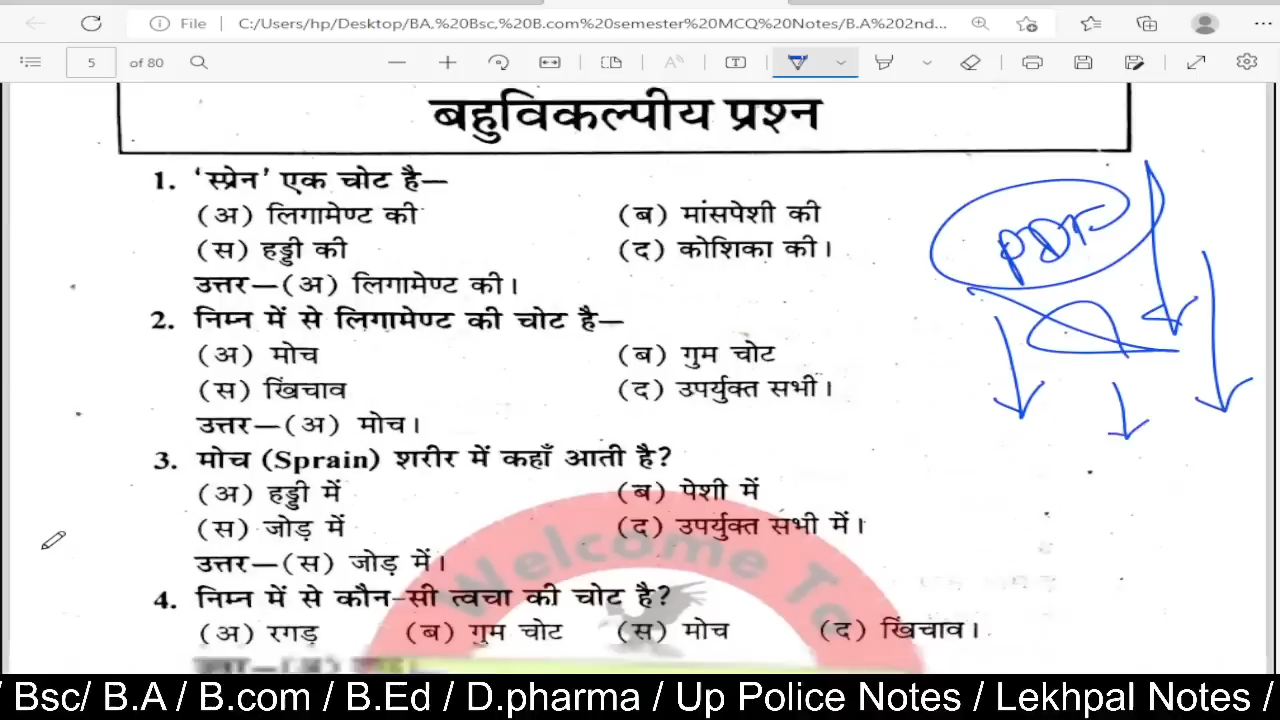 File C:/Users/hp/Desktop/BA,%20Bsc,%20B.com%20semester%20MCQ%20Notes/B.A%202nd...
5 of 80
बहुविकल्पीय प्रश्न
1. ‘स्प्रेन’ एक चोट है—
(अ) लिगामेण्ट की (ब) मांसपेशी की
(स) हड्डी की (द) कोशिका की।
उत्तर—(अ) लिगामेण्ट की।
2. निम्न में से लिगामेण्ट की चोट है—
(अ) मोच (ब) गुम चोट
(स) खिंचाव (द) उपर्युक्त सभी।
उत्तर—(अ) मोच।
3. मोच (Sprain) शरीर में कहाँ आती है?
(अ) हड्डी में (ब) पेशी में
(स) जोड़ में (द) उपर्युक्त सभी में।
उत्तर—(स) जोड़ में।
4. निम्न में से कौन-सी त्वचा की चोट है?
(अ) रगड़ (ब) गुम चोट (स) मोच (द) खिंचाव।
PDF
Welcome To
/ Bsc/ B.A / B.com / B.Ed / D.pharma / Up Police Notes / Lekhpal Notes /